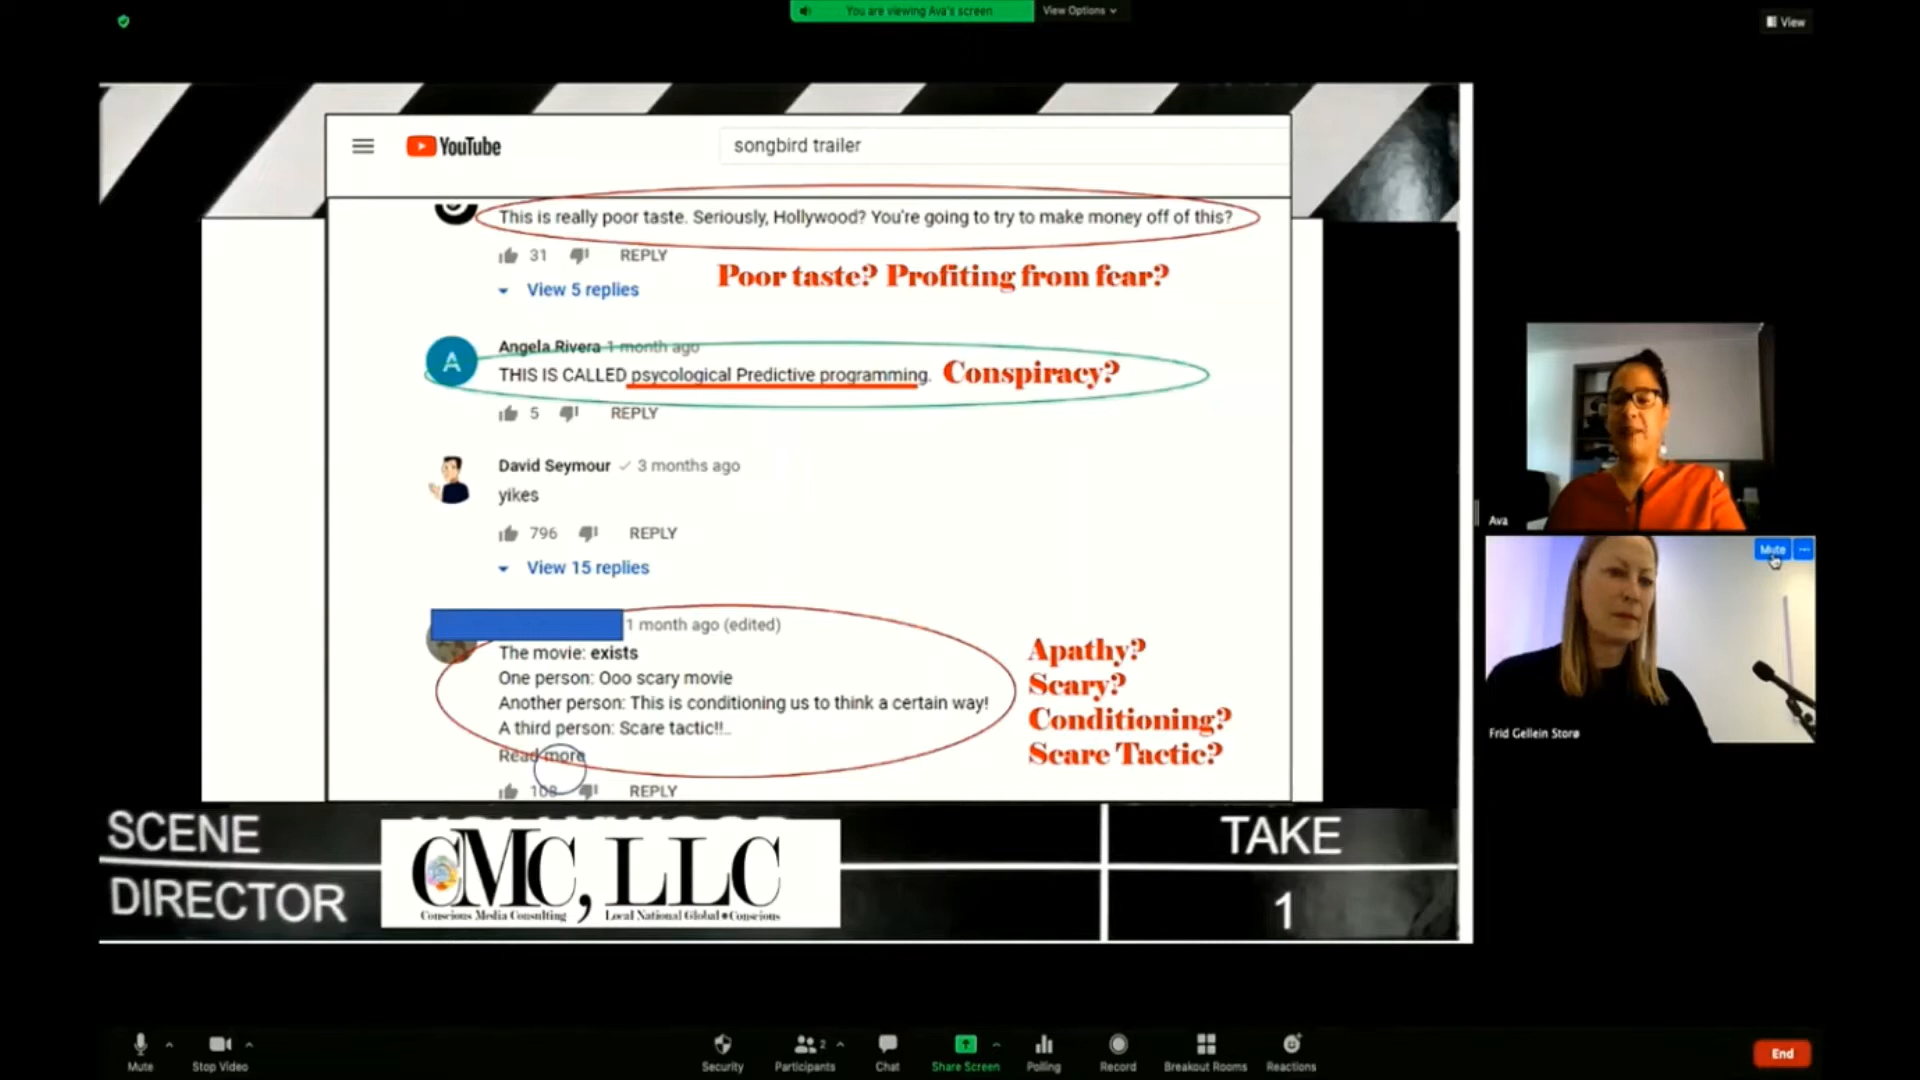 You are viewing Ava's screen
View Options
View
YouTube
songbird trailer
This is really poor taste. Seriously, Hollywood? You're going to try to make money off of this?
31 REPLY
View 5 replies
Poor taste? Profiting from fear?
Angela Rivera 1 month ago
THIS IS CALLED psycological Predictive programming.
Conspiracy?
5 REPLY
David Seymour 3 months ago
yikes
796 REPLY
View 15 replies
1 month ago (edited)
The movie: exists
One person: Ooo scary movie
Another person: This is conditioning us to think a certain way!
A third person: Scare tactic!!..
Read more
108 REPLY
Apathy?
Scary?
Conditioning?
Scare Tactic?
SCENE
DIRECTOR
CMC, LLC
Conscious Media Consulting
Local National Global Conscious
TAKE
1
Ava
Mute
Frid Gellein Storø
Mute
Stop Video
Security
Participants 2
Chat
Share Screen
Polling
Record
Breakout Rooms
Reactions
End